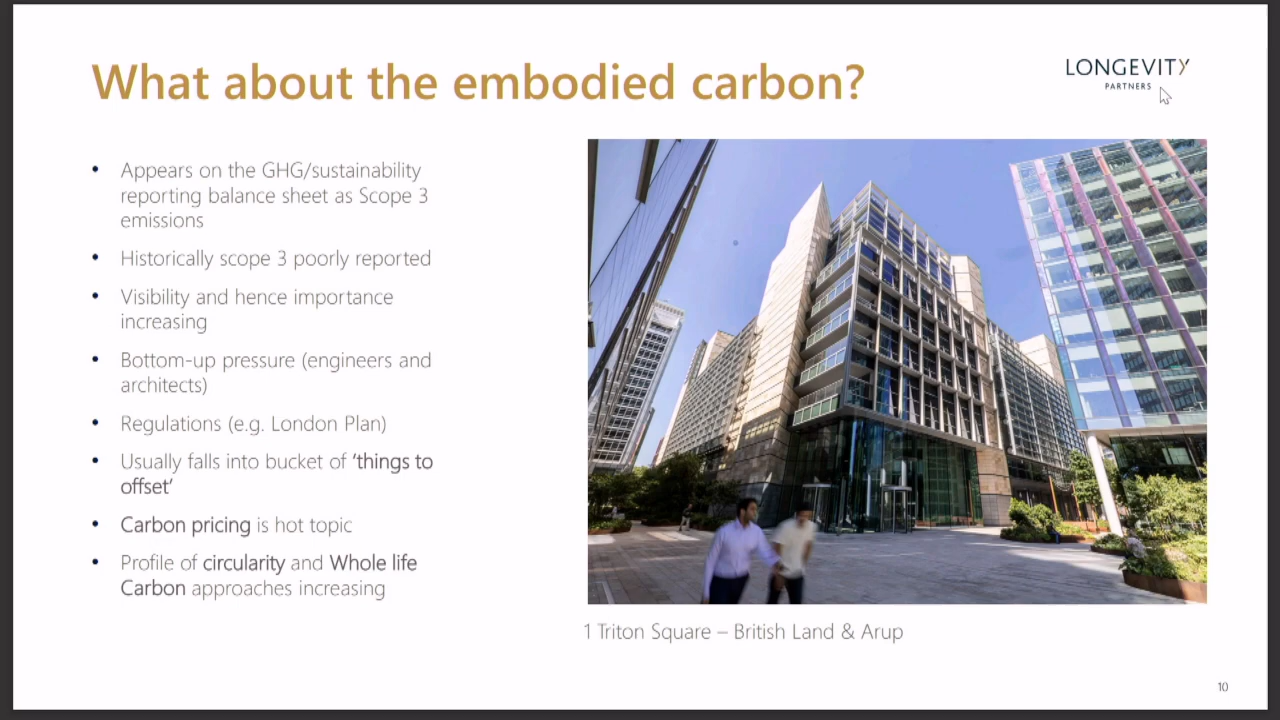 What about the embodied carbon?
LONGEVITY
PARTNERS
• Appears on the GHG/sustainability
reporting balance sheet as Scope 3
emissions
• Historically scope 3 poorly reported
• Visibility and hence importance
increasing
• Bottom-up pressure (engineers and
architects)
• Regulations (e.g. London Plan)
• Usually falls into bucket of ‘things to
offset’
• Carbon pricing is hot topic
• Profile of circularity and Whole life
Carbon approaches increasing
1 Triton Square – British Land & Arup
10